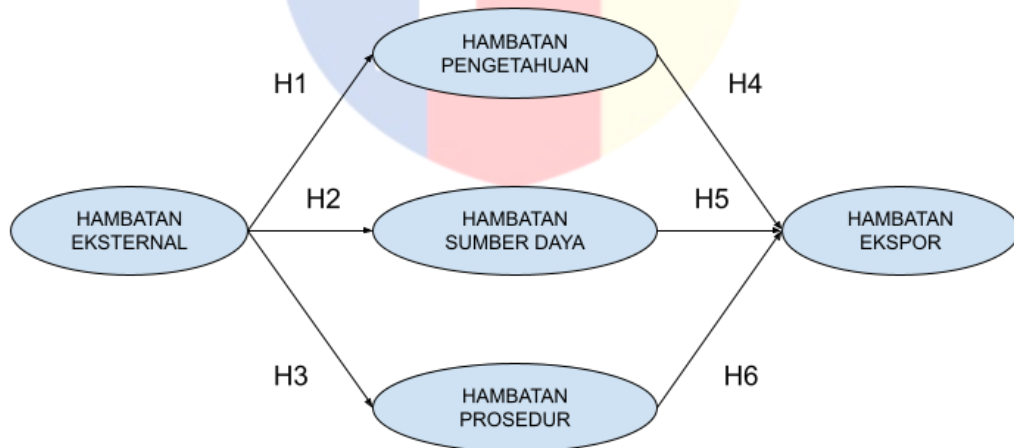 HAMBATAN
PENGETAHUAN
H1
H4
HAMBATAN
EKSTERNAL
H2
HAMBATAN
SUMBER DAYA
H5
HAMBATAN
EKSPOR
H3
H6
HAMBATAN
PROSEDUR